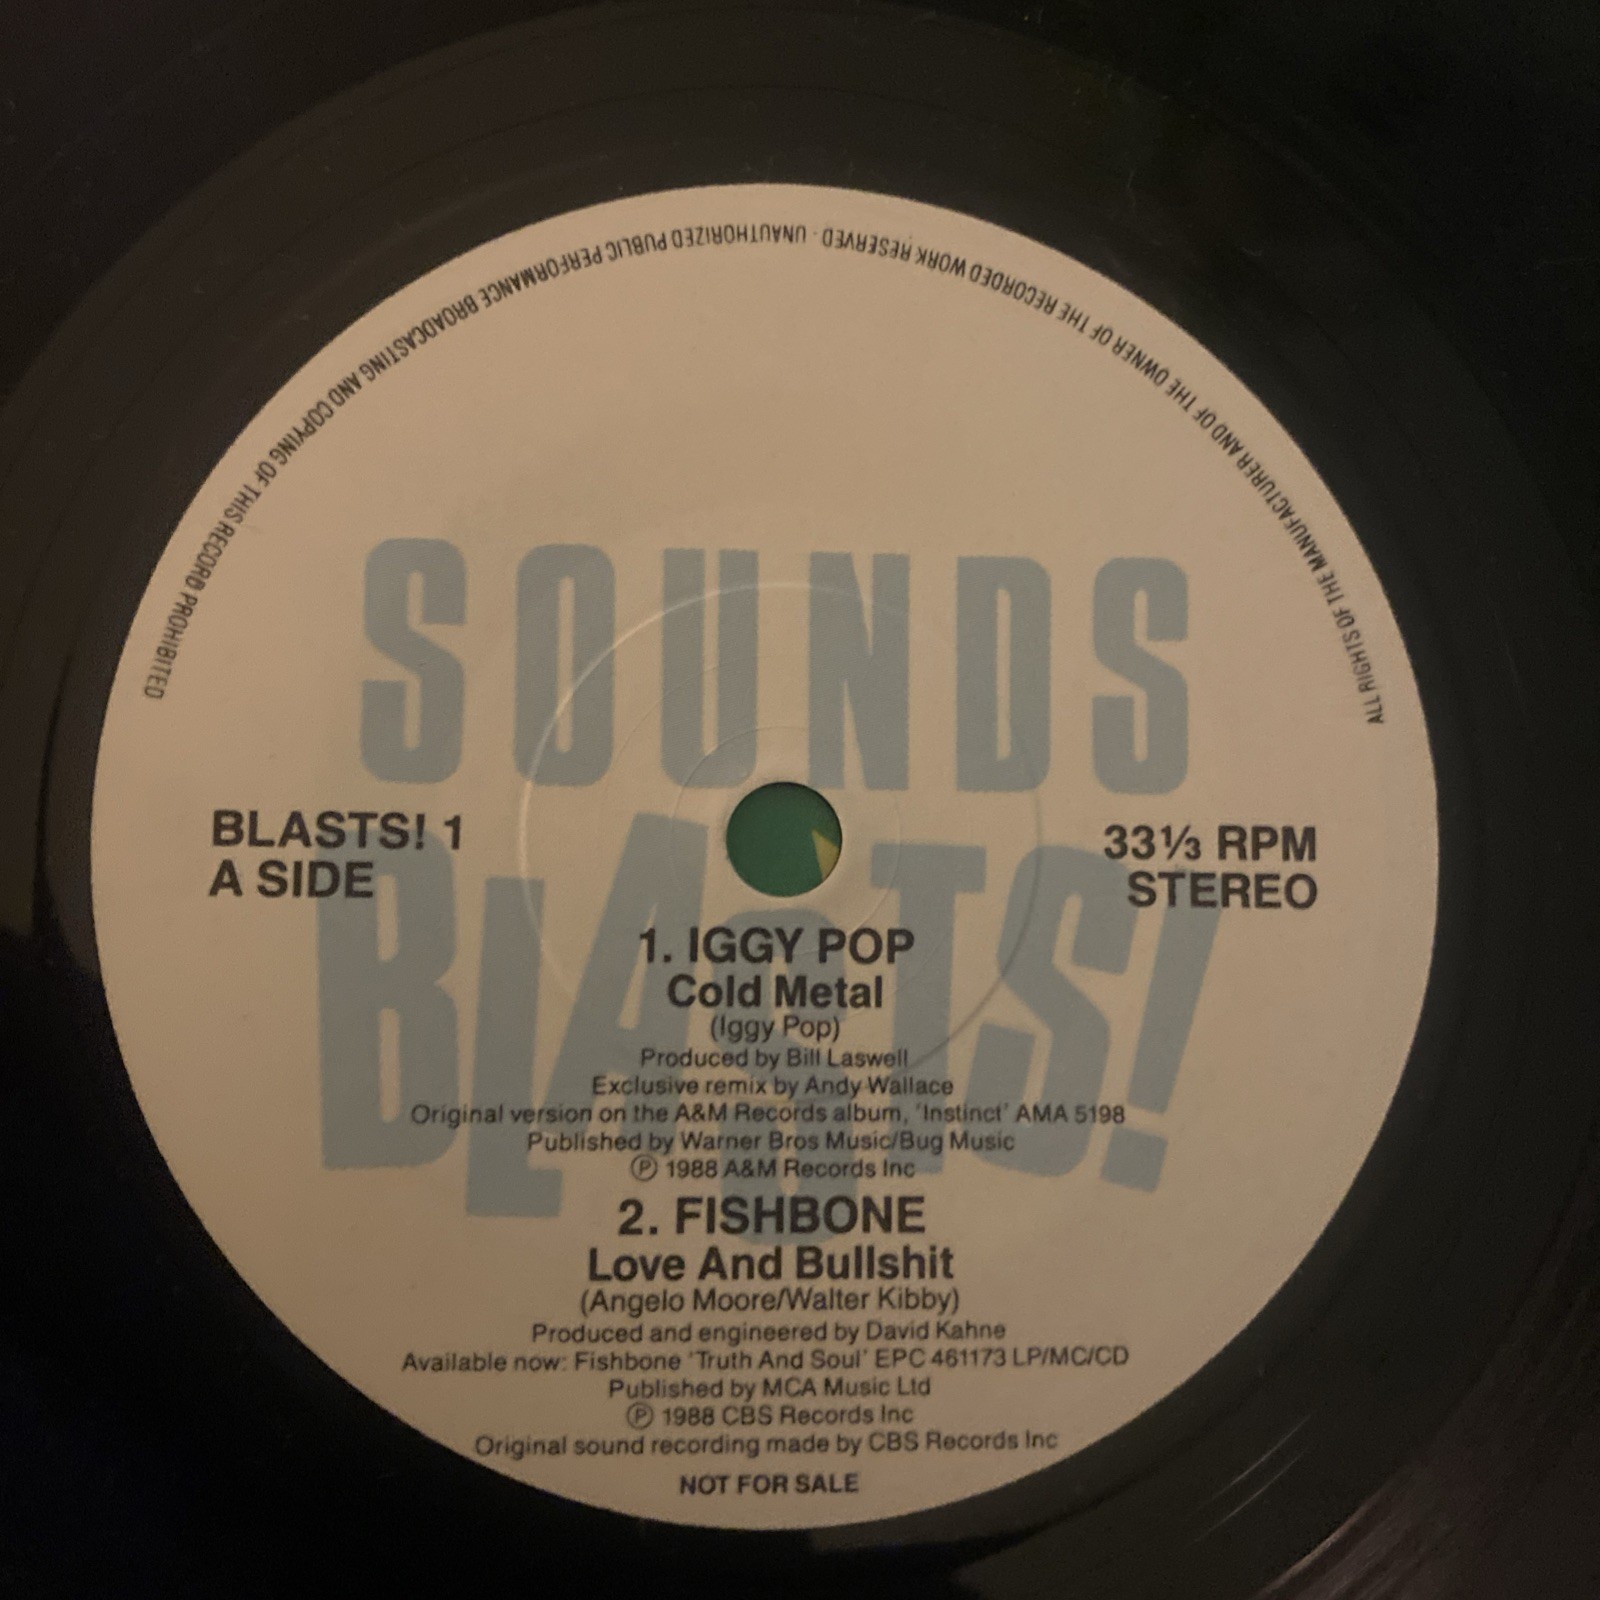 ALL RIGHTS OF THE MANUFACTURER AND OF THE OWNER OF THE RECORDED WORK RESERVED · UNAUTHORIZED PUBLIC PERFORMANCE BROADCASTING AND COPYING OF THIS RECORD PROHIBITED
SOUNDS
BLASTS!
BLASTS! 1
A SIDE
33⅓ RPM
STEREO
1. IGGY POP
Cold Metal
(Iggy Pop)
Produced by Bill Laswell
Exclusive remix by Andy Wallace
Original version on the A&M Records album, 'Instinct' AMA 5198
Published by Warner Bros Music/Bug Music
Ⓟ 1988 A&M Records Inc
2. FISHBONE
Love And Bullshit
(Angelo Moore/Walter Kibby)
Produced and engineered by David Kahne
Available now: Fishbone 'Truth And Soul' EPC 461173 LP/MC/CD
Published by MCA Music Ltd
Ⓟ 1988 CBS Records Inc
Original sound recording made by CBS Records Inc
NOT FOR SALE